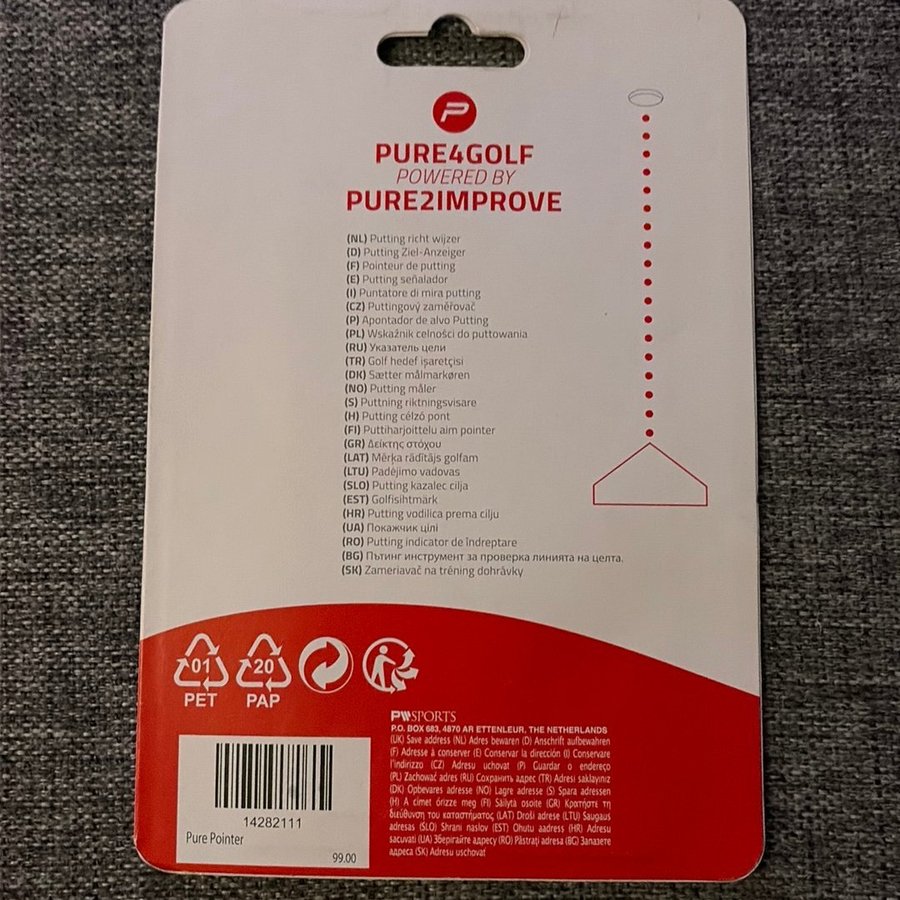 P
PURE4GOLF
POWERED BY
PURE2IMPROVE
(NL) Putting richt wijzer
(D) Putting Ziel-Anzeiger
(F) Pointeur de putting
(E) Putting señalador
(I) Puntatore di mira putting
(CZ) Puttingový zaměřovač
(P) Apontador de alvo Putting
(PL) Wskaźnik celności do puttowania
(RU) Указатель цели
(TR) Golf hedef işaretçisi
(DK) Sætter målmarkøren
(NO) Putting måler
(S) Puttning riktningsvisare
(H) Putting célzó pont
(FI) Puttiharjoittelu aim pointer
(GR) Δείκτης στόχου
(LAT) Mērķa rādītājs golfam
(LTU) Padėjimo vadovas
(SLO) Putting kazalec cilja
(EST) Golfisihtmärk
(HR) Putting vodilica prema cilju
(UA) Покажчик цілі
(RO) Putting indicator de îndreptare
(BG) Пътинг инструмент за проверка линията на целта.
(SK) Zameriavač na tréning dohrávky
01 20
PET PAP
PWSPORTS
P.O. BOX 683, 4870 AR ETTENLEUR, THE NETHERLANDS
(UK) Save address (NL) Adres bewaren (D) Anschrift aufbewahren
(F) Adresse à conserver (E) Conservar la dirección (I) Conservare
l'indirizzo (CZ) Adresu uchovat (P) Guardar o endereço
(PL) Zachować adres (RU) Сохранить адрес (TR) Adresi saklayiniz
(DK) Opbevares adresse (NO) Lagre adresse (S) Spara adressen
(H) A címet őrizze meg (FI) Säilytä osoite (GR) Κρατήστε τη
διεύθυνση του καταστήματος (LAT) Droši adrese (LTU) Saugaus
adresas (SLO) Shrani naslov (EST) Ohutu aadress (HR) Adresu
sacuvati (UA) Зберігайте адресу (RO) Păstrați adresa (BG) Запазете
адреса (SK) Adresu uschovat
14282111
Pure Pointer
99.00